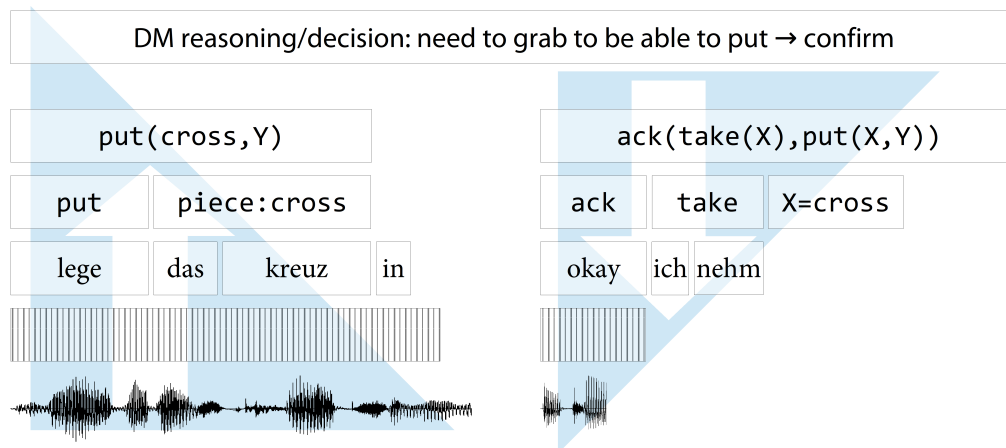 DM reasoning/decision: need to grab to be able to put → confirm
put(cross,Y)
ack(take(X),put(X,Y))
put piece:cross
ack take X=cross
lege das kreuz in
okay ich nehm